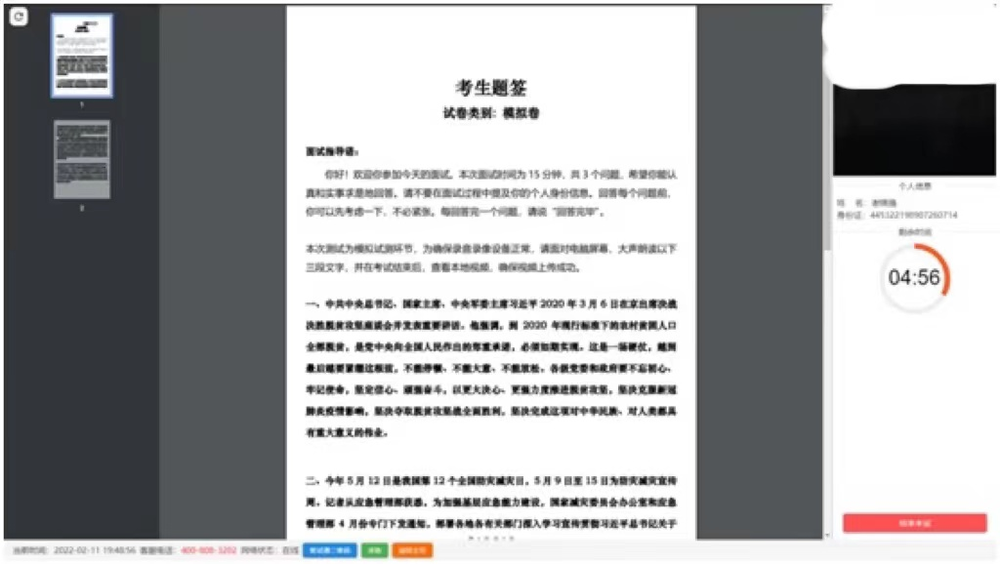 考生题签
试卷类别：模拟卷
面试指导语：
你好！欢迎你参加今天的面试。本次面试时间为 15 分钟，共 3 个问题，希望你能认
真和实事求是地回答。请不要在面试过程中提及你的个人身份信息。回答每个问题前，
你可以先考虑一下，不必紧张。每回答完一个问题，请说“回答完毕”。
本次测试为模拟试测环节，为确保录音录像设备正常，请面对电脑屏幕，大声朗读以下
三段文字，并在考试结束后，查看本地视频，确保视频上传成功。
一、中共中央总书记、国家主席、中央军委主席习近平 2020 年 3 月 6 日在京出席决战
决胜脱贫攻坚座谈会并发表重要讲话。他强调，到 2020 年现行标准下的农村贫困人口
全部脱贫，是党中央向全国人民作出的郑重承诺，必须如期实现。这是一场硬仗，越到
最后越要紧绷这根弦，不能停顿、不能大意、不能放松。各级党委和政府要不忘初心、
牢记使命，坚定信心、顽强奋斗，以更大决心、更强力度推进脱贫攻坚，坚决克服新冠
肺炎疫情影响，坚决夺取脱贫攻坚战全面胜利，坚决完成这项对中华民族、对人类都具
有重大意义的伟业。
二、今年 5 月 12 日是我国第 12 个全国防灾减灾日，5 月 9 日至 15 日为防灾减灾宣传
周。记者从应急管理部获悉，为加强基层应急能力建设，国家减灾委员会办公室和应急
管理部 4 月份专门下发通知，部署各地各有关部门深入学习宣传贯彻习近平总书记关于
1
2
个人信息
姓 名：
身份证：445322198907260714
剩余时间
04:56
结束考试
当前时间：2022-02-11 19:48:56 客服电话：400-808-3202 网络状态：在线